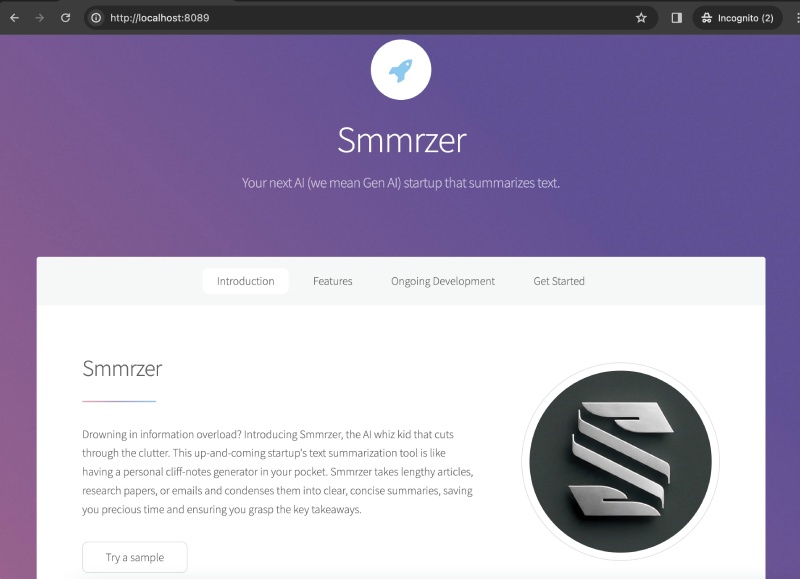 http://localhost:8089
Incognito (2)
Smmrzer
Your next AI (we mean Gen AI) startup that summarizes text.
Introduction
Features
Ongoing Development
Get Started
Smmrzer
Drowning in information overload? Introducing Smmrzer, the AI whiz kid that cuts
through the clutter. This up-and-coming startup's text summarization tool is like
having a personal cliff-notes generator in your pocket. Smmrzer takes lengthy articles,
research papers, or emails and condenses them into clear, concise summaries, saving
you precious time and ensuring you grasp the key takeaways.
Try a sample